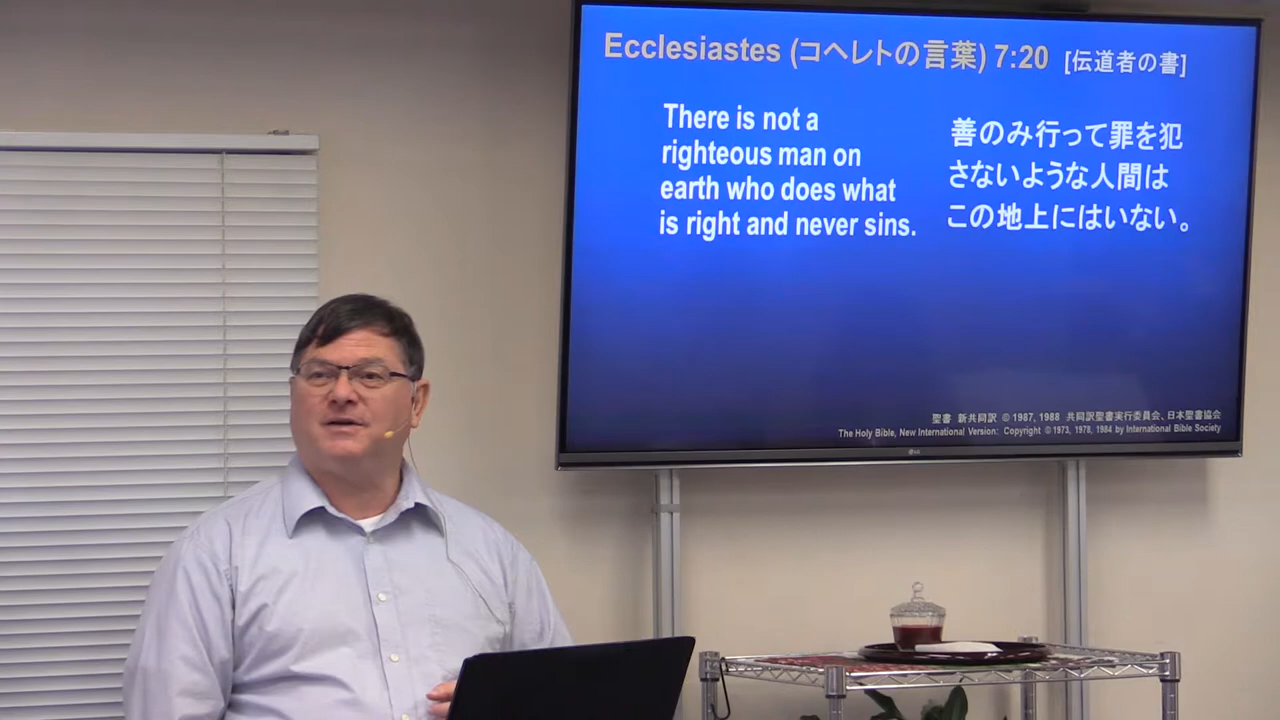 Ecclesiastes (コヘレトの言葉) 7:20 [伝道者の書]
There is not a
righteous man on
earth who does what
is right and never sins.
善のみ行って罪を犯
さないような人間は
この地上にはいない。
聖書 新共同訳 © 1987, 1988 共同訳聖書実行委員会、日本聖書協会
The Holy Bible, New International Version: Copyright © 1973, 1978, 1984 by International Bible Society
LG